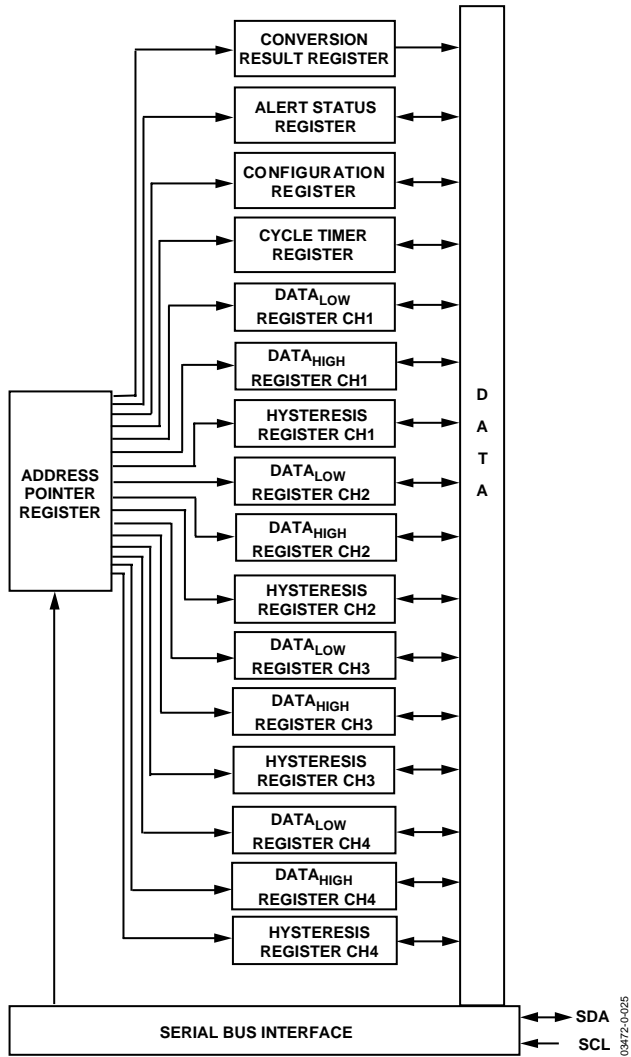 CONVERSION
RESULT REGISTER
ALERT STATUS
REGISTER
CONFIGURATION
REGISTER
CYCLE TIMER
REGISTER
DATALOW
REGISTER CH1
DATAHIGH
REGISTER CH1
HYSTERESIS
REGISTER CH1
DATALOW
REGISTER CH2
DATAHIGH
REGISTER CH2
HYSTERESIS
REGISTER CH2
DATALOW
REGISTER CH3
DATAHIGH
REGISTER CH3
HYSTERESIS
REGISTER CH3
DATALOW
REGISTER CH4
DATAHIGH
REGISTER CH4
HYSTERESIS
REGISTER CH4
ADDRESS
POINTER
REGISTER
D
A
T
A
SERIAL BUS INTERFACE
SDA
SCL
03472-0-025